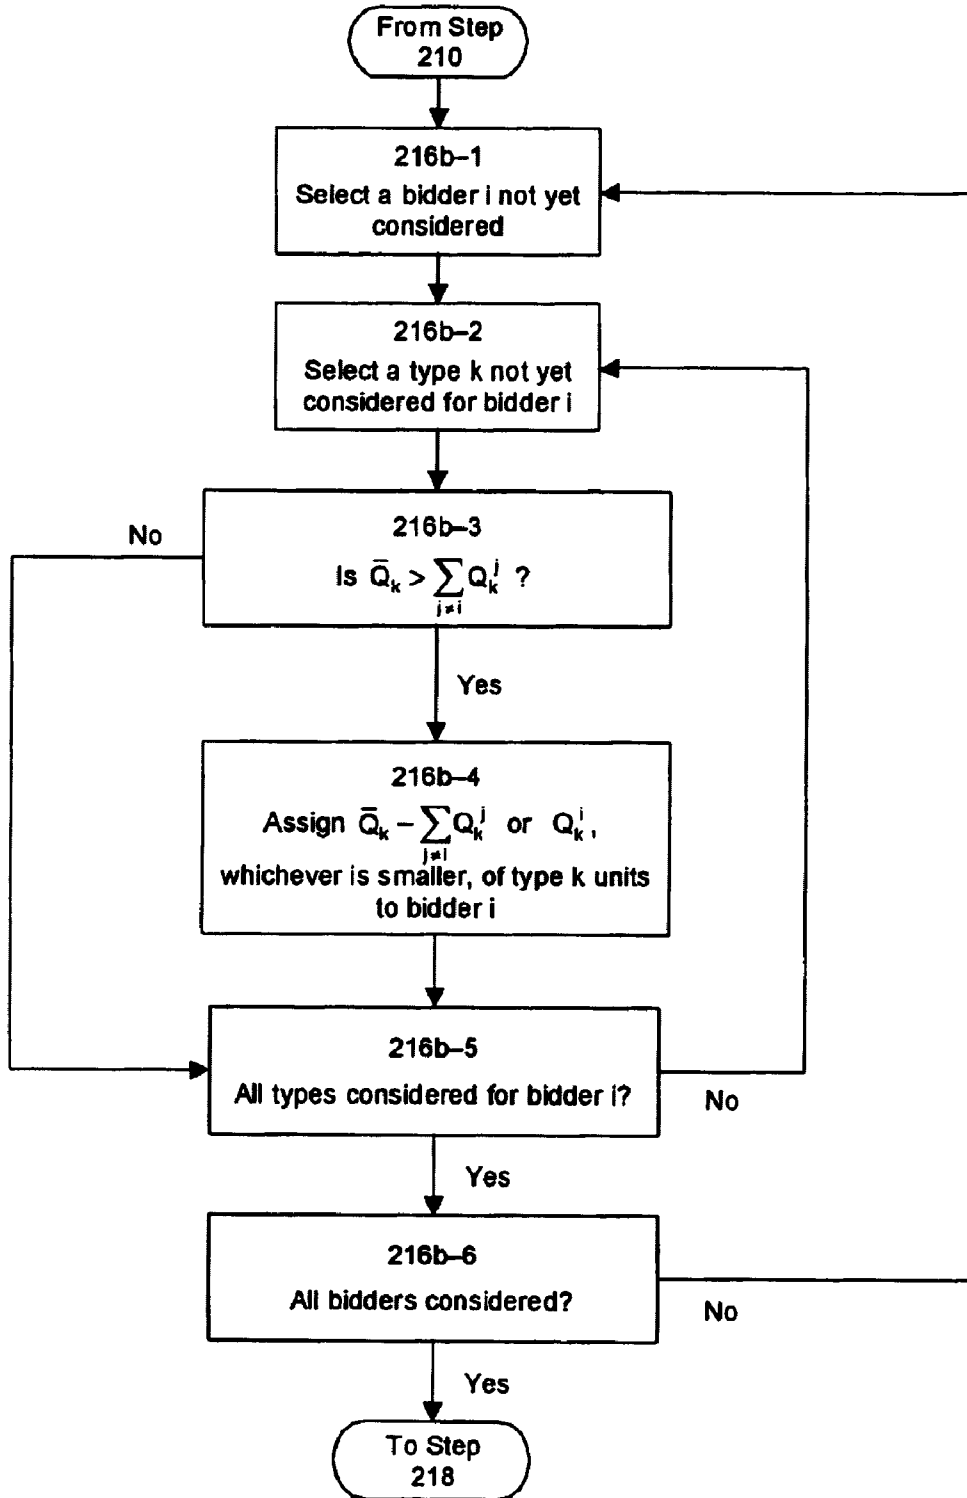 From Step
210
216b–1
Select a bidder i not yet
considered
216b–2
Select a type k not yet
considered for bidder i
No
216b–3
Is Q̄ₖ > ∑ Qₖʲ ?
j≠i
Yes
216b–4
Assign Q̄ₖ – ∑ Qₖʲ or Qₖⁱ,
j≠i
whichever is smaller, of type k units
to bidder i
216b–5
All types considered for bidder i?
No
Yes
216b–6
All bidders considered?
No
Yes
To Step
218